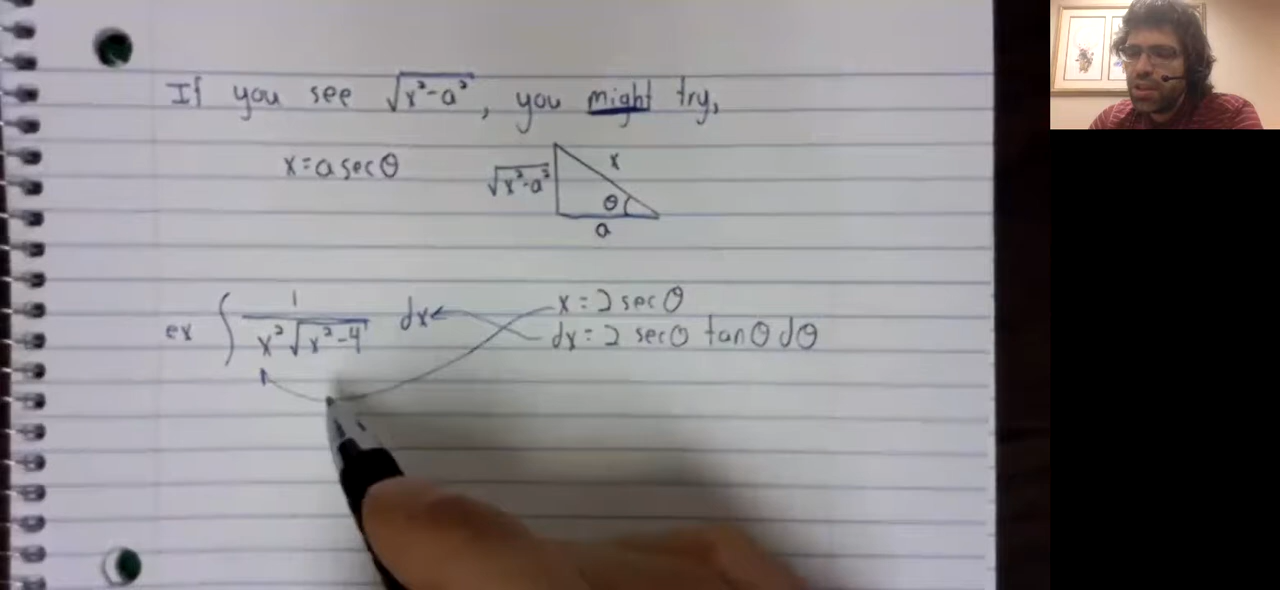 If you see √x²-a², you might try,
x=a secθ
√x²-a² x θ a
ex ∫ 1/(x²√x²-4) dx
x = 2 secθ
dx = 2 secθ tanθ dθ